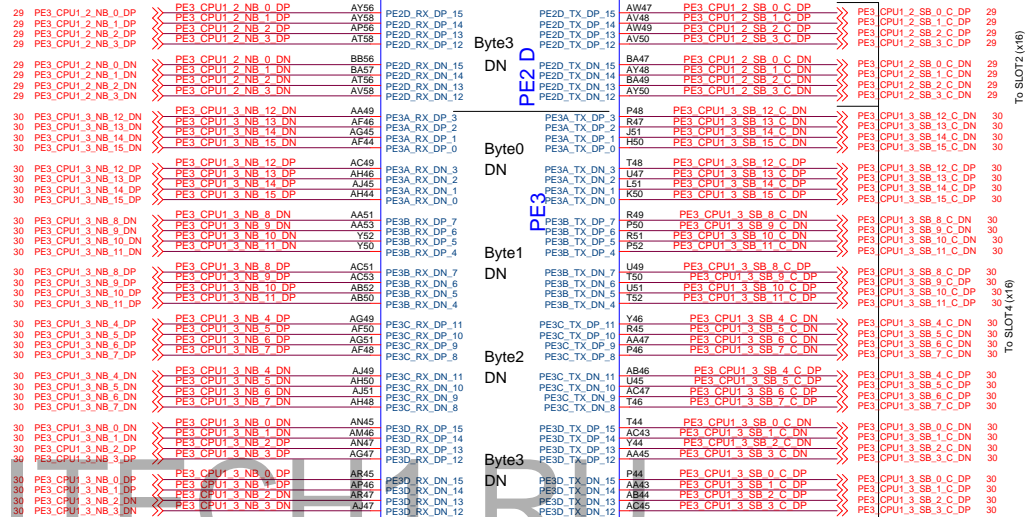 29 PE3_CPU1_2_NB_0_DP PE3_CPU1_2_NB_0_DP AY56 PE2D_RX_DP_15 PE2D_TX_DP_15 AW47 PE3_CPU1_2_SB_0_C_DP PE3_CPU1_2_SB_0_C_DP 29
29 PE3_CPU1_2_NB_1_DP PE3_CPU1_2_NB_1_DP AY58 PE2D_RX_DP_14 PE2D_TX_DP_14 AV48 PE3_CPU1_2_SB_1_C_DP PE3_CPU1_2_SB_1_C_DP 29
29 PE3_CPU1_2_NB_2_DP PE3_CPU1_2_NB_2_DP AP56 PE2D_RX_DP_13 PE2D_TX_DP_13 AW49 PE3_CPU1_2_SB_2_C_DP PE3_CPU1_2_SB_2_C_DP 29
29 PE3_CPU1_2_NB_3_DP PE3_CPU1_2_NB_3_DP AT58 PE2D_RX_DP_12 PE2D_TX_DP_12 AV50 PE3_CPU1_2_SB_3_C_DP PE3_CPU1_2_SB_3_C_DP 29
Byte3
DN
PE2 D
To SLOT2 (x16)
29 PE3_CPU1_2_NB_0_DN PE3_CPU1_2_NB_0_DN BB56 PE2D_RX_DN_15 PE2D_TX_DN_15 BA47 PE3_CPU1_2_SB_0_C_DN PE3_CPU1_2_SB_0_C_DN 29
29 PE3_CPU1_2_NB_1_DN PE3_CPU1_2_NB_1_DN BA57 PE2D_RX_DN_14 PE2D_TX_DN_14 AY48 PE3_CPU1_2_SB_1_C_DN PE3_CPU1_2_SB_1_C_DN 29
29 PE3_CPU1_2_NB_2_DN PE3_CPU1_2_NB_2_DN AT56 PE2D_RX_DN_13 PE2D_TX_DN_13 BA49 PE3_CPU1_2_SB_2_C_DN PE3_CPU1_2_SB_2_C_DN 29
29 PE3_CPU1_2_NB_3_DN PE3_CPU1_2_NB_3_DN AV58 PE2D_RX_DN_12 PE2D_TX_DN_12 AY50 PE3_CPU1_2_SB_3_C_DN PE3_CPU1_2_SB_3_C_DN 29
30 PE3_CPU1_3_NB_12_DN PE3_CPU1_3_NB_12_DN AA49 PE3A_RX_DP_3 PE3A_TX_DP_3 P48 PE3_CPU1_3_SB_12_C_DN PE3_CPU1_3_SB_12_C_DN 30
30 PE3_CPU1_3_NB_13_DN PE3_CPU1_3_NB_13_DN AF46 PE3A_RX_DP_2 PE3A_TX_DP_2 R47 PE3_CPU1_3_SB_13_C_DN PE3_CPU1_3_SB_13_C_DN 30
30 PE3_CPU1_3_NB_14_DN PE3_CPU1_3_NB_14_DN AG45 PE3A_RX_DP_1 PE3A_TX_DP_1 J51 PE3_CPU1_3_SB_14_C_DN PE3_CPU1_3_SB_14_C_DN 30
30 PE3_CPU1_3_NB_15_DN PE3_CPU1_3_NB_15_DN AF44 PE3A_RX_DP_0 PE3A_TX_DP_0 H50 PE3_CPU1_3_SB_15_C_DN PE3_CPU1_3_SB_15_C_DN 30
Byte0
DN
30 PE3_CPU1_3_NB_12_DP PE3_CPU1_3_NB_12_DP AC49 PE3A_RX_DN_3 PE3A_TX_DN_3 T48 PE3_CPU1_3_SB_12_C_DP PE3_CPU1_3_SB_12_C_DP 30
30 PE3_CPU1_3_NB_13_DP PE3_CPU1_3_NB_13_DP AH46 PE3A_RX_DN_2 PE3A_TX_DN_2 U47 PE3_CPU1_3_SB_13_C_DP PE3_CPU1_3_SB_13_C_DP 30
30 PE3_CPU1_3_NB_14_DP PE3_CPU1_3_NB_14_DP AJ45 PE3A_RX_DN_1 PE3A_TX_DN_1 L51 PE3_CPU1_3_SB_14_C_DP PE3_CPU1_3_SB_14_C_DP 30
30 PE3_CPU1_3_NB_15_DP PE3_CPU1_3_NB_15_DP AH44 PE3A_RX_DN_0 PE3A_TX_DN_0 K50 PE3_CPU1_3_SB_15_C_DP PE3_CPU1_3_SB_15_C_DP 30
PE3
30 PE3_CPU1_3_NB_8_DN PE3_CPU1_3_NB_8_DN AA51 PE3B_RX_DP_7 PE3B_TX_DP_7 R49 PE3_CPU1_3_SB_8_C_DN PE3_CPU1_3_SB_8_C_DN 30
30 PE3_CPU1_3_NB_9_DN PE3_CPU1_3_NB_9_DN AA53 PE3B_RX_DP_6 PE3B_TX_DP_6 P50 PE3_CPU1_3_SB_9_C_DN PE3_CPU1_3_SB_9_C_DN 30
30 PE3_CPU1_3_NB_10_DN PE3_CPU1_3_NB_10_DN Y52 PE3B_RX_DP_5 PE3B_TX_DP_5 R51 PE3_CPU1_3_SB_10_C_DN PE3_CPU1_3_SB_10_C_DN 30
30 PE3_CPU1_3_NB_11_DN PE3_CPU1_3_NB_11_DN Y50 PE3B_RX_DP_4 PE3B_TX_DP_4 P52 PE3_CPU1_3_SB_11_C_DN PE3_CPU1_3_SB_11_C_DN 30
Byte1
DN
30 PE3_CPU1_3_NB_8_DP PE3_CPU1_3_NB_8_DP AC51 PE3B_RX_DN_7 PE3B_TX_DN_7 U49 PE3_CPU1_3_SB_8_C_DP PE3_CPU1_3_SB_8_C_DP 30
30 PE3_CPU1_3_NB_9_DP PE3_CPU1_3_NB_9_DP AC53 PE3B_RX_DN_6 PE3B_TX_DN_6 T50 PE3_CPU1_3_SB_9_C_DP PE3_CPU1_3_SB_9_C_DP 30
30 PE3_CPU1_3_NB_10_DP PE3_CPU1_3_NB_10_DP AB52 PE3B_RX_DN_5 PE3B_TX_DN_5 U51 PE3_CPU1_3_SB_10_C_DP PE3_CPU1_3_SB_10_C_DP 30
30 PE3_CPU1_3_NB_11_DP PE3_CPU1_3_NB_11_DP AB50 PE3B_RX_DN_4 PE3B_TX_DN_4 T52 PE3_CPU1_3_SB_11_C_DP PE3_CPU1_3_SB_11_C_DP 30
To SLOT4 (x16)
30 PE3_CPU1_3_NB_4_DP PE3_CPU1_3_NB_4_DP AG49 PE3C_RX_DP_11 PE3C_TX_DP_11 Y46 PE3_CPU1_3_SB_4_C_DN PE3_CPU1_3_SB_4_C_DN 30
30 PE3_CPU1_3_NB_5_DP PE3_CPU1_3_NB_5_DP AF50 PE3C_RX_DP_10 PE3C_TX_DP_10 R45 PE3_CPU1_3_SB_5_C_DN PE3_CPU1_3_SB_5_C_DN 30
30 PE3_CPU1_3_NB_6_DP PE3_CPU1_3_NB_6_DP AG51 PE3C_RX_DP_9 PE3C_TX_DP_9 AA47 PE3_CPU1_3_SB_6_C_DN PE3_CPU1_3_SB_6_C_DN 30
30 PE3_CPU1_3_NB_7_DP PE3_CPU1_3_NB_7_DP AF48 PE3C_RX_DP_8 PE3C_TX_DP_8 P46 PE3_CPU1_3_SB_7_C_DN PE3_CPU1_3_SB_7_C_DN 30
Byte2
DN
30 PE3_CPU1_3_NB_4_DN PE3_CPU1_3_NB_4_DN AJ49 PE3C_RX_DN_11 PE3C_TX_DN_11 AB46 PE3_CPU1_3_SB_4_C_DP PE3_CPU1_3_SB_4_C_DP 30
30 PE3_CPU1_3_NB_5_DN PE3_CPU1_3_NB_5_DN AH50 PE3C_RX_DN_10 PE3C_TX_DN_10 U45 PE3_CPU1_3_SB_5_C_DP PE3_CPU1_3_SB_5_C_DP 30
30 PE3_CPU1_3_NB_6_DN PE3_CPU1_3_NB_6_DN AJ51 PE3C_RX_DN_9 PE3C_TX_DN_9 AC47 PE3_CPU1_3_SB_6_C_DP PE3_CPU1_3_SB_6_C_DP 30
30 PE3_CPU1_3_NB_7_DN PE3_CPU1_3_NB_7_DN AH48 PE3C_RX_DN_8 PE3C_TX_DN_8 T46 PE3_CPU1_3_SB_7_C_DP PE3_CPU1_3_SB_7_C_DP 30
30 PE3_CPU1_3_NB_0_DN PE3_CPU1_3_NB_0_DN AN45 PE3D_RX_DP_15 PE3D_TX_DP_15 T44 PE3_CPU1_3_SB_0_C_DN PE3_CPU1_3_SB_0_C_DN 30
30 PE3_CPU1_3_NB_1_DN PE3_CPU1_3_NB_1_DN AM46 PE3D_RX_DP_14 PE3D_TX_DP_14 AC43 PE3_CPU1_3_SB_1_C_DN PE3_CPU1_3_SB_1_C_DN 30
30 PE3_CPU1_3_NB_2_DP PE3_CPU1_3_NB_2_DP AN47 PE3D_RX_DP_13 PE3D_TX_DP_13 Y44 PE3_CPU1_3_SB_2_C_DN PE3_CPU1_3_SB_2_C_DN 30
30 PE3_CPU1_3_NB_3_DP PE3_CPU1_3_NB_3_DP AG47 PE3D_RX_DP_12 PE3D_TX_DP_12 AA45 PE3_CPU1_3_SB_3_C_DN PE3_CPU1_3_SB_3_C_DN 30
Byte3
DN
30 PE3_CPU1_3_NB_0_DP PE3_CPU1_3_NB_0_DP AR45 PE3D_RX_DN_15 PE3D_TX_DN_15 P44 PE3_CPU1_3_SB_0_C_DP PE3_CPU1_3_SB_0_C_DP 30
30 PE3_CPU1_3_NB_1_DP PE3_CPU1_3_NB_1_DP AP46 PE3D_RX_DN_14 PE3D_TX_DN_14 AA43 PE3_CPU1_3_SB_1_C_DP PE3_CPU1_3_SB_1_C_DP 30
30 PE3_CPU1_3_NB_2_DN PE3_CPU1_3_NB_2_DN AR47 PE3D_RX_DN_13 PE3D_TX_DN_13 AB44 PE3_CPU1_3_SB_2_C_DP PE3_CPU1_3_SB_2_C_DP 30
30 PE3_CPU1_3_NB_3_DN PE3_CPU1_3_NB_3_DN AJ47 PE3D_RX_DN_12 PE3D_TX_DN_12 AC45 PE3_CPU1_3_SB_3_C_DP PE3_CPU1_3_SB_3_C_DP 30